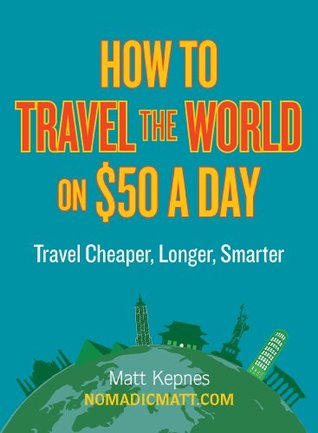 HOW TO
TRAVEL THE WORLD
ON $50 A DAY
Travel Cheaper, Longer, Smarter
Matt Kepnes
NOMADICMATT.COM